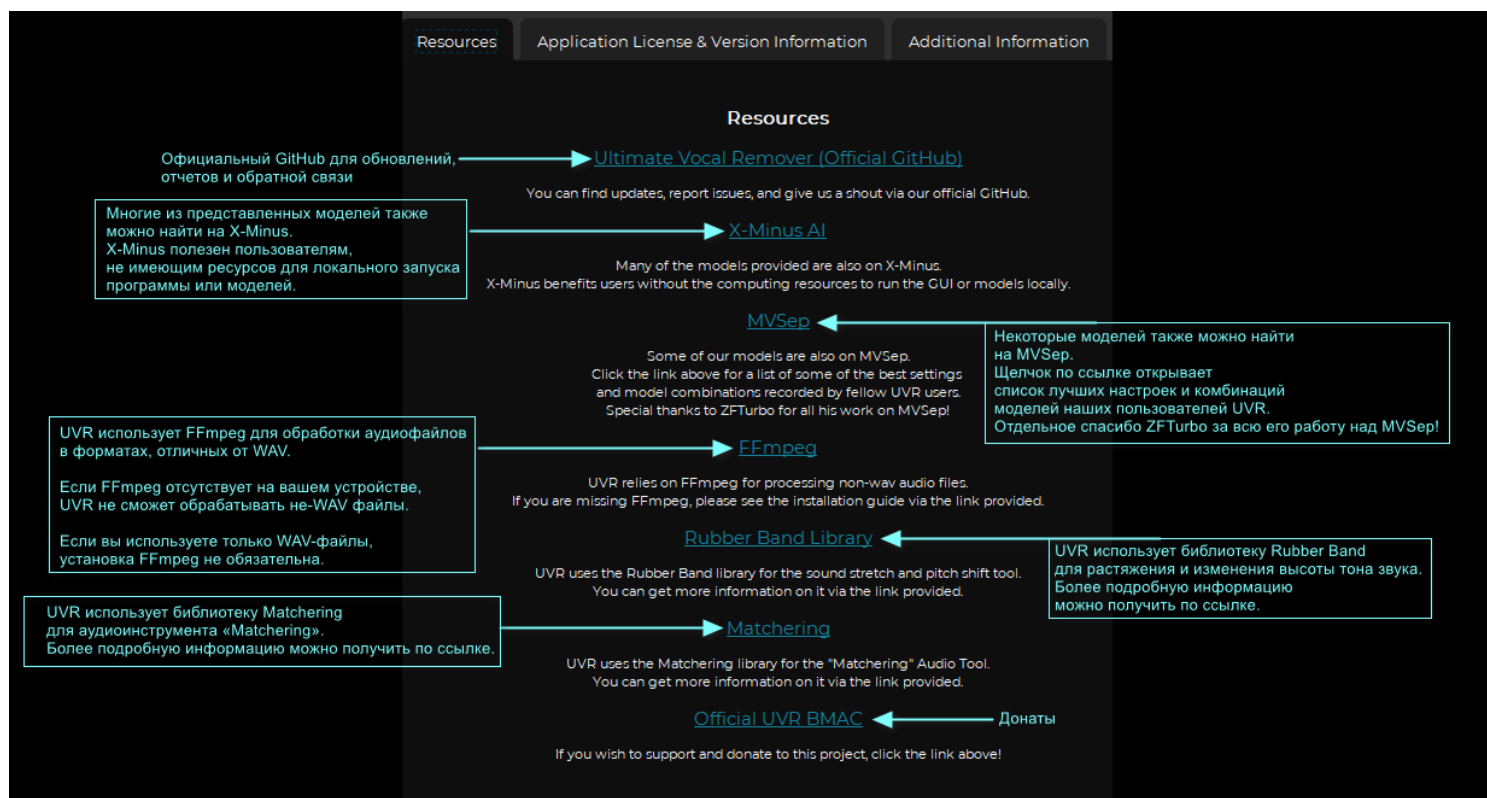 Resources
Application License & Version Information
Additional Information
Resources
Официальный GitHub для обновлений,
отчетов и обратной связи
Ultimate Vocal Remover (Official GitHub)
You can find updates, report issues, and give us a shout via our official GitHub.
Многие из представленных моделей также
можно найти на X-Minus.
X-Minus полезен пользователям,
не имеющим ресурсов для локального запуска
программы или моделей.
X-Minus AI
Many of the models provided are also on X-Minus.
X-Minus benefits users without the computing resources to run the GUI or models locally.
MVSep
Некоторые моделей также можно найти
на MVSep.
Щелчок по ссылке открывает
список лучших настроек и комбинаций
моделей наших пользователей UVR.
Отдельное спасибо ZFTurbo за всю его работу над MVSep!
Some of our models are also on MVSep.
Click the link above for a list of some of the best settings
and model combinations recorded by fellow UVR users.
Special thanks to ZFTurbo for all his work on MVSep!
UVR использует FFmpeg для обработки аудиофайлов
в форматах, отличных от WAV.
Если FFmpeg отсутствует на вашем устройстве,
UVR не сможет обрабатывать не-WAV файлы.
Если вы используете только WAV-файлы,
установка FFmpeg не обязательна.
FFmpeg
UVR relies on FFmpeg for processing non-wav audio files.
If you are missing FFmpeg, please see the installation guide via the link provided.
Rubber Band Library
UVR использует библиотеку Rubber Band
для растяжения и изменения высоты тона звука.
Более подробную информацию
можно получить по ссылке.
UVR uses the Rubber Band library for the sound stretch and pitch shift tool.
You can get more information on it via the link provided.
UVR использует библиотеку Matchering
для аудиоинструмента «Matchering».
Более подробную информацию можно получить по ссылке.
Matchering
UVR uses the Matchering library for the "Matchering" Audio Tool.
You can get more information on it via the link provided.
Official UVR BMAC
Донаты
If you wish to support and donate to this project, click the link above!